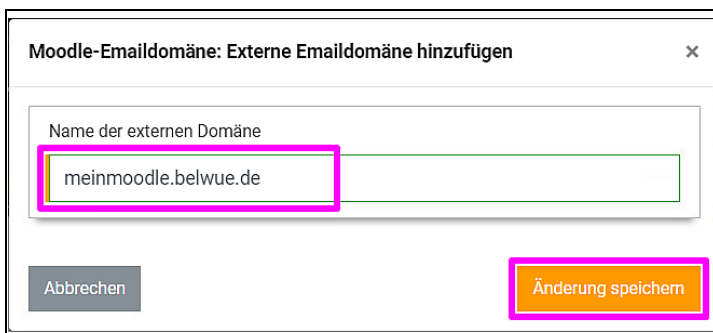 Moodle-Emaildomäne: Externe Emaildomäne hinzufügen ×
Name der externen Domäne
meinmoodle.belwue.de
Abbrechen Änderung speichern